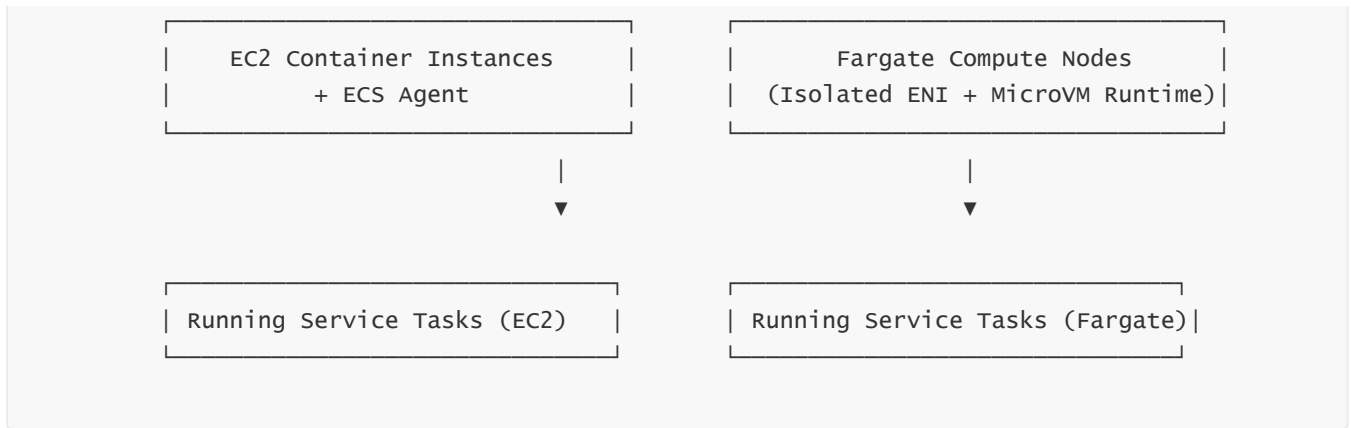 EC2 Container Instances    Fargate Compute Nodes
+ ECS Agent    (Isolated ENI + MicroVM Runtime)
Running Service Tasks (EC2)    Running Service Tasks (Fargate)